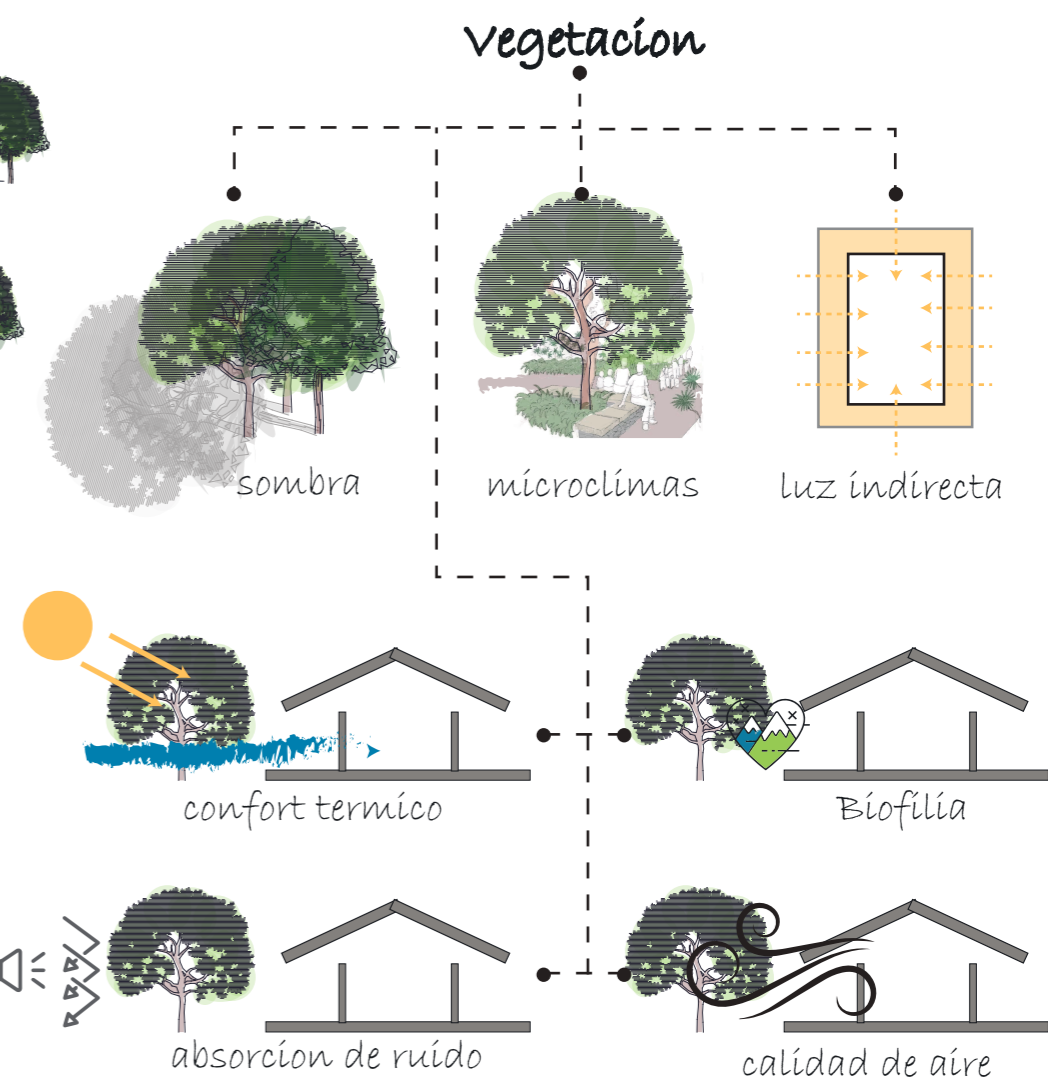 Vegetacion
sombra
microclimas
luz indirecta
confort termico
Biofilia
absorcion de ruido
calidad de aire